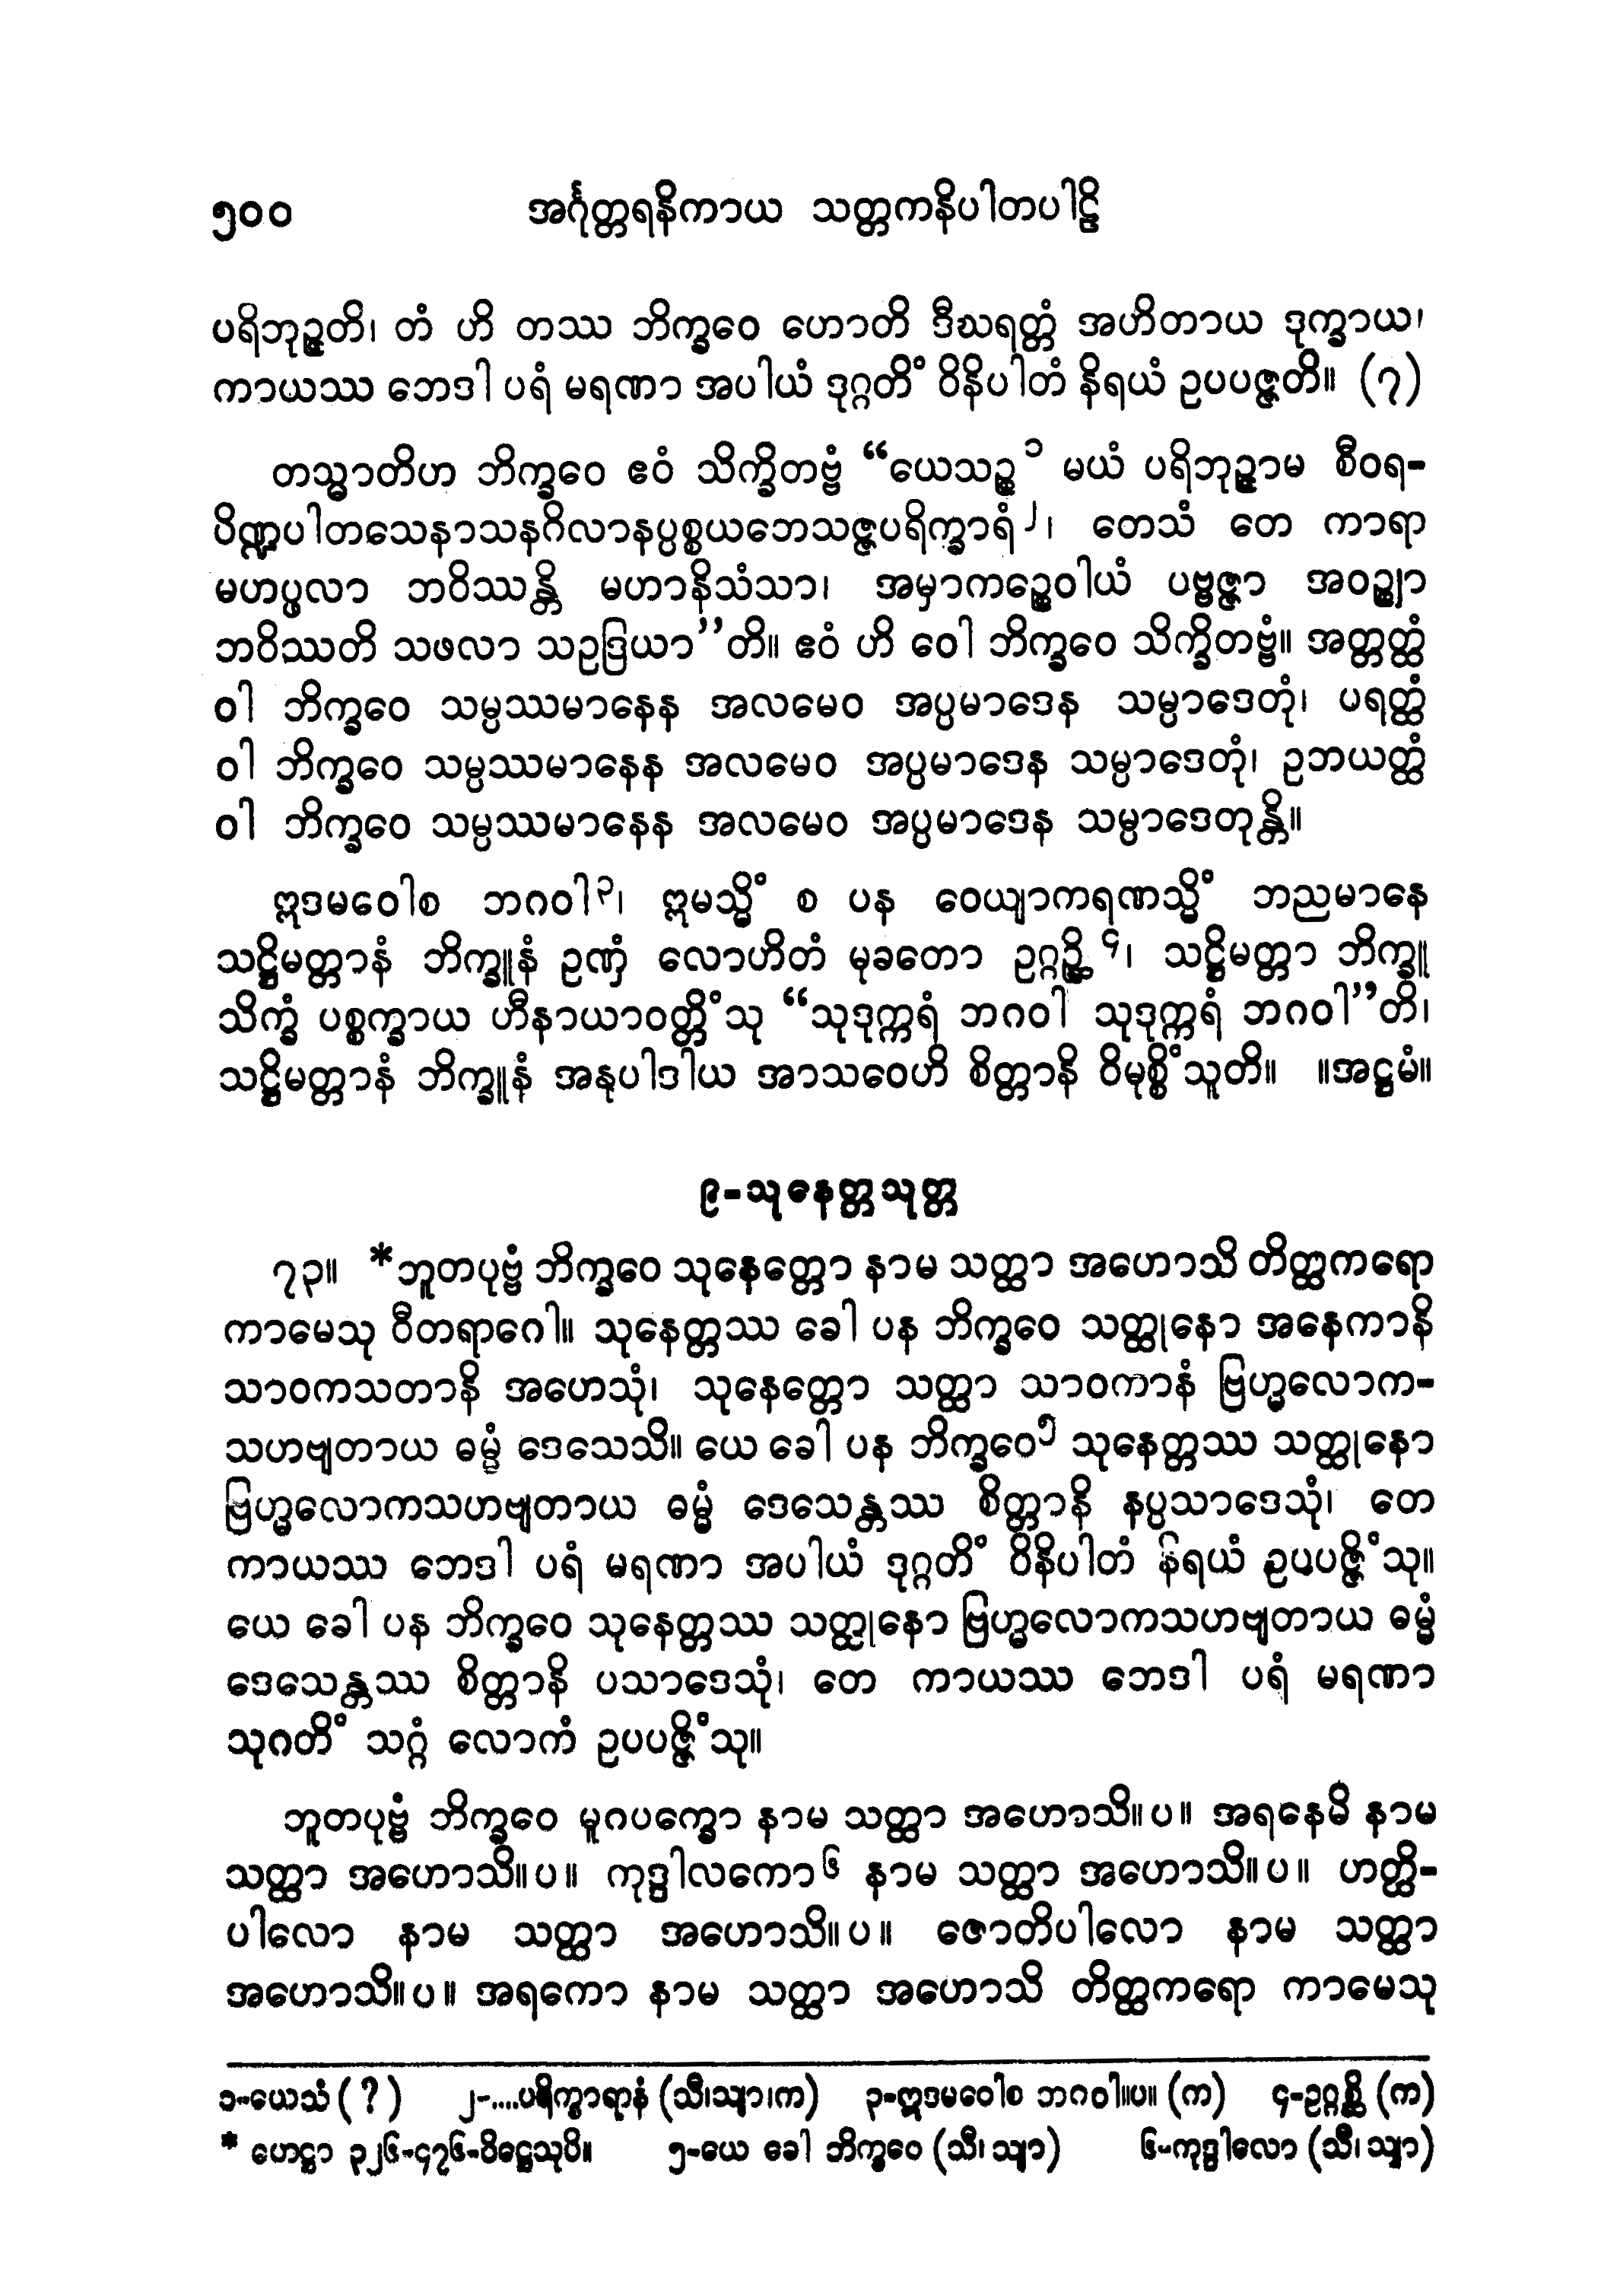 ၅၀၀ အင်္ဂုတ္တရနိကာယ သတ္တကနိပါတပါဠိ
ပရိဘုဉ္ဇတိ၊ တံ ဟိ တဿ ဘိက္ခဝေ ဟောတိ ဒီဃရတ္တံ အဟိတာယ ဒုက္ခာယ၊
ကာယဿ ဘေဒါ ပရံ မရဏာ အပါယံ ဒုဂ္ဂတိံ ဝိနိပါတံ နိရယံ ဥပပဇ္ဇတိ။ (၇)
တသ္မာတိဟ ဘိက္ခဝေ ဧဝံ သိက္ခိတဗ္ဗံ “ယေသဉ္စ ၁ မယံ ပရိဘုဉ္ဇာမ စီဝရ-
ပိဏ္ဍပါတသေနာသနဂိလာနပ္ပစ္စယဘေသဇ္ဇပရိက္ခာရံ ၂၊ တေသံ တေ ကာရာ
မဟပ္ဖလာ ဘဝိဿန္တိ မဟာနိသံသာ၊ အမှာကဉ္စေဝါယံ ပဗ္ဗဇ္ဇာ အဝဉ္ဈာ
ဘဝိဿတိ သဖလာ သဥဒြယာ”တိ။ ဧဝံ ဟိ ဝေါ ဘိက္ခဝေ သိက္ခိတဗ္ဗံ။ အတ္တတ္ထံ
ဝါ ဘိက္ခဝေ သမ္ပဿမာနေန အလမေဝ အပ္ပမာဒေန သမ္ပာဒေတုံ၊ ပရတ္ထံ
ဝါ ဘိက္ခဝေ သမ္ပဿမာနေန အလမေဝ အပ္ပမာဒေန သမ္ပာဒေတုံ၊ ဥဘယတ္ထံ
ဝါ ဘိက္ခဝေ သမ္ပဿမာနေန အလမေဝ အပ္ပမာဒေန သမ္ပာဒေတုန္တိ။
ဣဒမဝေါစ ဘဂဝါ ၃၊ ဣမသ္မိံ စ ပန ဝေယျာကရဏသ္မိံ ဘညမာနေ
သဋ္ဌိမတ္တာနံ ဘိက္ခူနံ ဥဏှံ လောဟိတံ မုခတော ဥဂ္ဂဉ္ဆိ ၄၊ သဋ္ဌိမတ္တာ ဘိက္ခူ
သိက္ခံ ပစ္စက္ခာယ ဟီနာယာဝတ္တိံသု “သုဒုက္ကရံ ဘဂဝါ သုဒုက္ကရံ ဘဂဝါ”တိ၊
သဋ္ဌိမတ္တာနံ ဘိက္ခူနံ အနုပါဒါယ အာသဝေဟိ စိတ္တာနိ ဝိမုစ္စိံသူတိ။ ။အဋ္ဌမံ။
၉-သုနေတ္တသုတ္တ
၇၃။ *ဘူတပုဗ္ဗံ ဘိက္ခဝေ သုနေတ္တော နာမ သတ္ထာ အဟောသိ တိတ္ထကရော
ကာမေသု ဝီတရာဂေါ။ သုနေတ္တဿ ခေါ ပန ဘိက္ခဝေ သတ္ထုနော အနေကာနိ
သာဝကသတာနိ အဟေသုံ၊ သုနေတ္တော သတ္ထာ သာဝကာနံ ဗြဟ္မလောက-
သဟဗျတာယ ဓမ္မံ ဒေသေသိ။ ယေ ခေါ ပန ဘိက္ခဝေ ၅ သုနေတ္တဿ သတ္ထုနော
ဗြဟ္မလောကသဟဗျတာယ ဓမ္မံ ဒေသေန္တဿ စိတ္တာနိ နပ္ပသာဒေသုံ၊ တေ
ကာယဿ ဘေဒါ ပရံ မရဏာ အပါယံ ဒုဂ္ဂတိံ ဝိနိပါတံ နိရယံ ဥပပဇ္ဇိံသု။
ယေ ခေါ ပန ဘိက္ခဝေ သုနေတ္တဿ သတ္ထုနော ဗြဟ္မလောကသဟဗျတာယ ဓမ္မံ
ဒေသေန္တဿ စိတ္တာနိ ပသာဒေသုံ၊ တေ ကာယဿ ဘေဒါ ပရံ မရဏာ
သုဂတိံ သဂ္ဂံ လောကံ ဥပပဇ္ဇိံသု။
ဘူတပုဗ္ဗံ ဘိက္ခဝေ မူဂပက္ခော နာမ သတ္ထာ အဟောသိ။ပ။ အရနေမိ နာမ
သတ္ထာ အဟောသိ။ပ။ ကုဒ္ဒါလကော ၆ နာမ သတ္ထာ အဟောသိ။ပ။ ဟတ္ထိ-
ပါလော နာမ သတ္ထာ အဟောသိ။ပ။ ဇောတိပါလော နာမ သတ္ထာ
အဟောသိ။ပ။ အရကော နာမ သတ္ထာ အဟောသိ တိတ္ထကရော ကာမေသု
၁-ယေသံ (?) ၂-....ပရိက္ခာရာနံ (သီ၊သျာ၊က) ၃-ဣဒမဝေါစ ဘဂဝါ။ပ။ (က) ၄-ဥဂ္ဂစ္ဆိ (က)
* ဟေဋ္ဌာ ၃၂၆-၄၇၆-ပိဋ္ဌေသုပိ။ ၅-ယေ ခေါ ဘိက္ခဝေ (သီ၊ သျာ) ၆-ကုဒ္ဒါလော (သီ၊ သျာ)